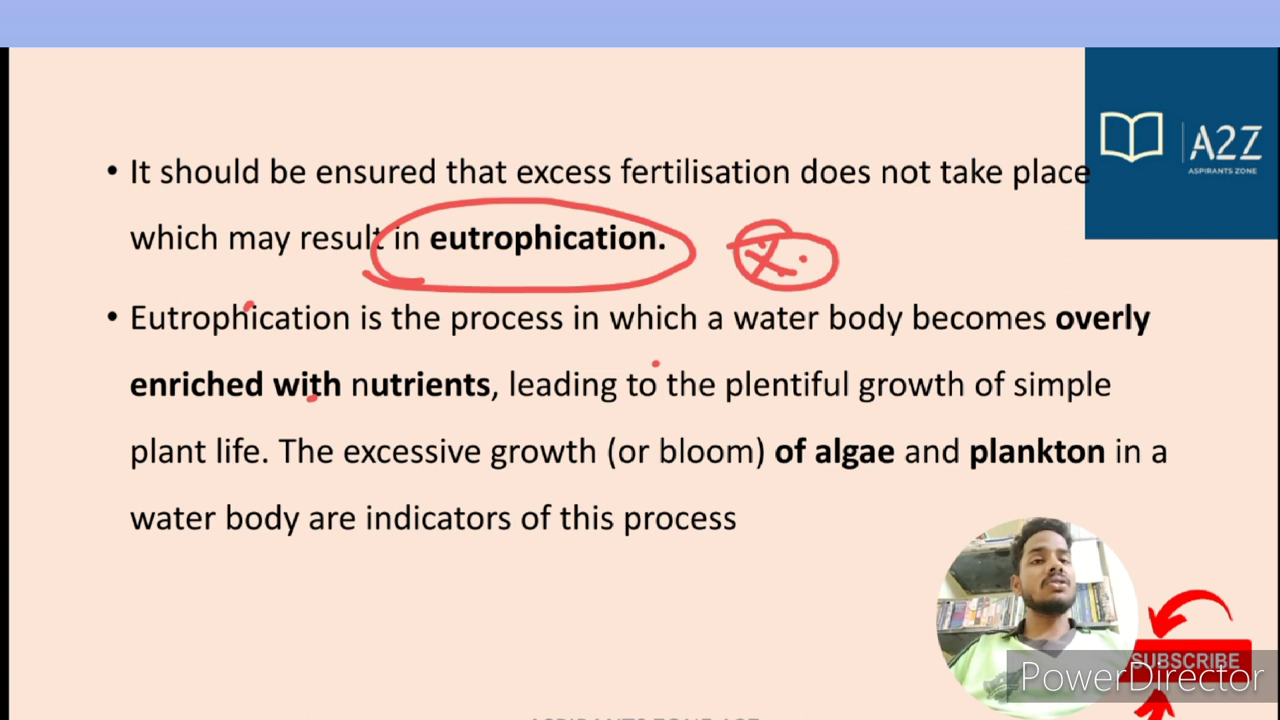 A2Z
ASPIRANTS ZONE
• It should be ensured that excess fertilisation does not take place
which may result in eutrophication.
• Eutrophication is the process in which a water body becomes overly
enriched with nutrients, leading to the plentiful growth of simple
plant life. The excessive growth (or bloom) of algae and plankton in a
water body are indicators of this process
SUBSCRIBE
PowerDirector
ASPIRANTS ZONE A2Z